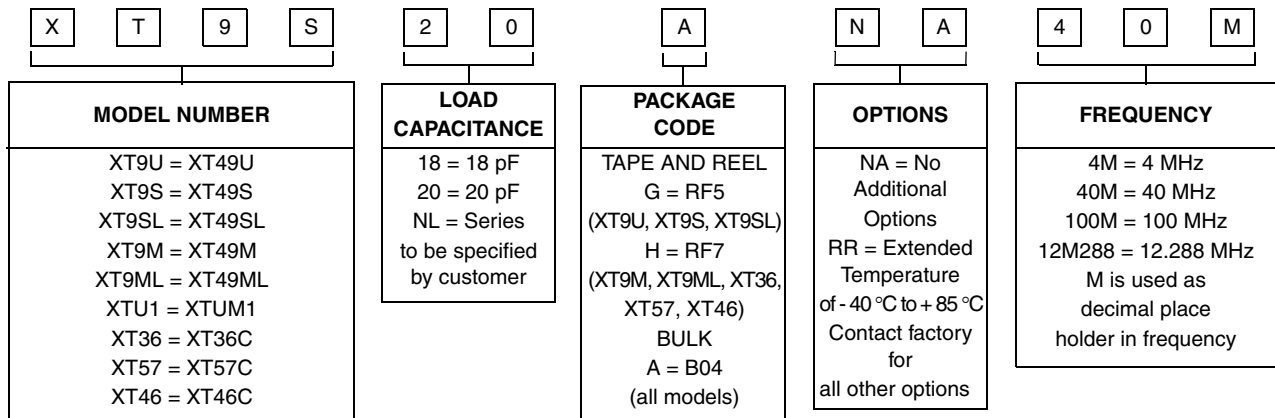 X T 9 S 2 0 A N A 4 0 M
MODEL NUMBER
XT9U = XT49U
XT9S = XT49S
XT9SL = XT49SL
XT9M = XT49M
XT9ML = XT49ML
XTU1 = XTUM1
XT36 = XT36C
XT57 = XT57C
XT46 = XT46C
LOAD
CAPACITANCE
18 = 18 pF
20 = 20 pF
NL = Series
to be specified
by customer
PACKAGE
CODE
TAPE AND REEL
G = RF5
(XT9U, XT9S, XT9SL)
H = RF7
(XT9M, XT9ML, XT36,
XT57, XT46)
BULK
A = B04
(all models)
OPTIONS
NA = No
Additional
Options
RR = Extended
Temperature
of - 40 °C to + 85 °C
Contact factory
for
all other options
FREQUENCY
4M = 4 MHz
40M = 40 MHz
100M = 100 MHz
12M288 = 12.288 MHz
M is used as
decimal place
holder in frequency